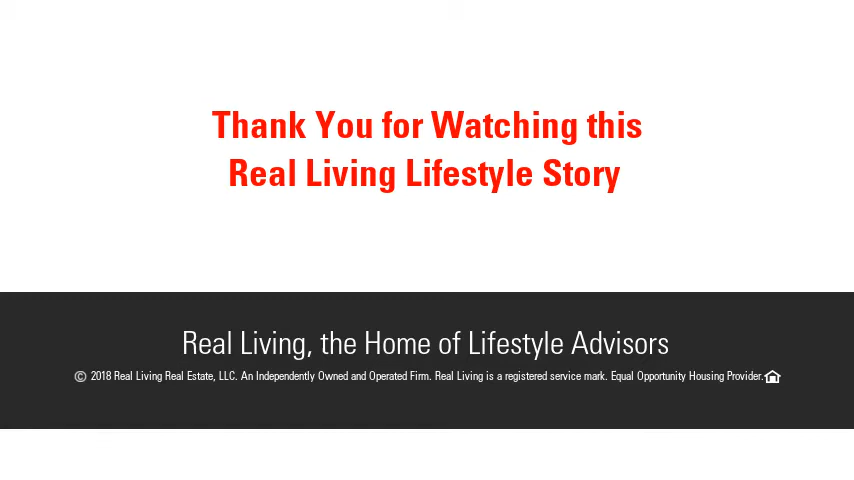 Thank You for Watching this
Real Living Lifestyle Story
Real Living, the Home of Lifestyle Advisors
© 2018 Real Living Real Estate, LLC. An Independently Owned and Operated Firm. Real Living is a registered service mark. Equal Opportunity Housing Provider.